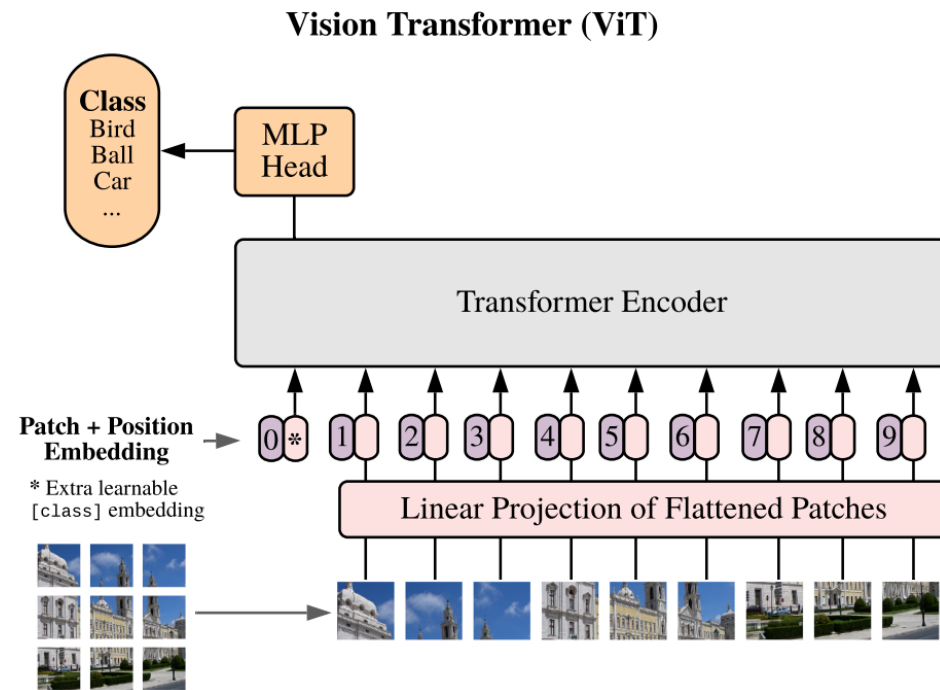 Vision Transformer (ViT)
Class
Bird
Ball
Car
...
MLP
Head
Transformer Encoder
Patch + Position
Embedding
0 * 1 2 3 4 5 6 7 8 9
* Extra learnable
[class] embedding
Linear Projection of Flattened Patches